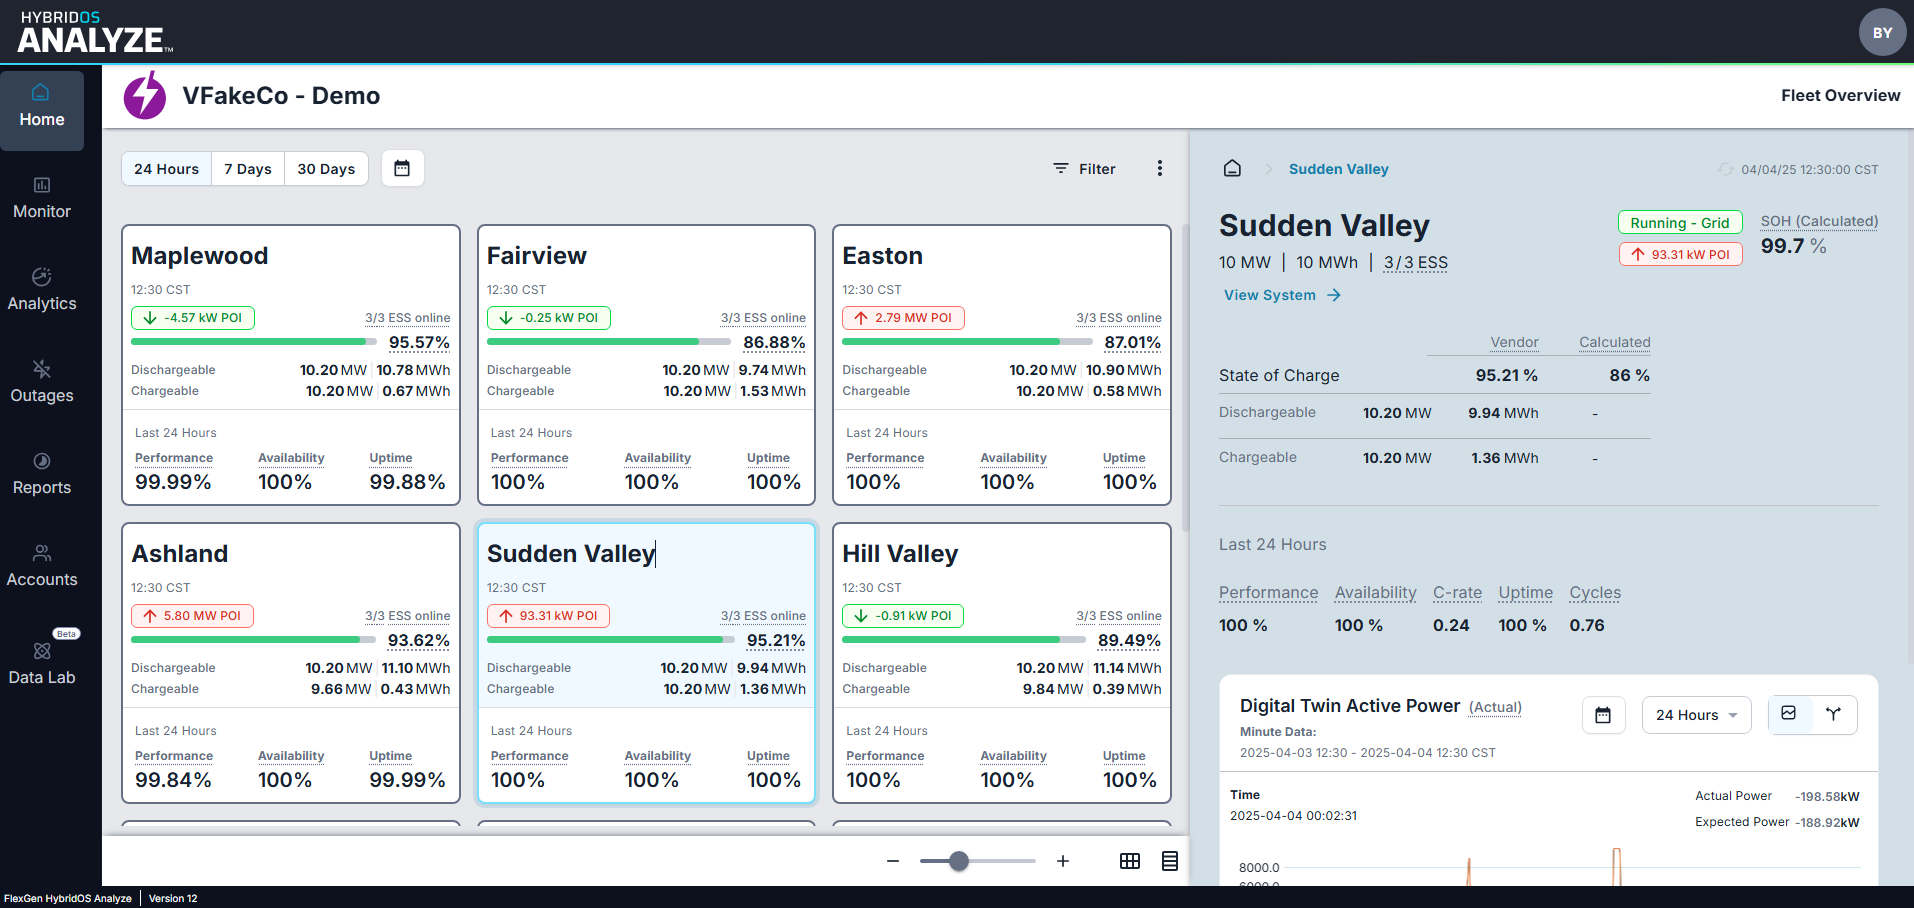 HYBRIDOS
ANALYZE™
BY
Home
Monitor
Analytics
Outages
Reports
Accounts
Beta
Data Lab
VFakeCo - Demo
Fleet Overview
24 Hours 7 Days 30 Days
Filter
Maplewood
12:30 CST
-4.57 kW POI 3/3 ESS online
95.57%
Dischargeable 10.20 MW 10.78 MWh
Chargeable 10.20 MW 0.67 MWh
Last 24 Hours
Performance Availability Uptime
99.99% 100% 99.88%
Fairview
12:30 CST
-0.25 kW POI 3/3 ESS online
86.88%
Dischargeable 10.20 MW 9.74 MWh
Chargeable 10.20 MW 1.53 MWh
Last 24 Hours
Performance Availability Uptime
100% 100% 100%
Easton
12:30 CST
2.79 MW POI 3/3 ESS online
87.01%
Dischargeable 10.20 MW 10.90 MWh
Chargeable 10.20 MW 0.58 MWh
Last 24 Hours
Performance Availability Uptime
100% 100% 100%
Ashland
12:30 CST
5.80 MW POI 3/3 ESS online
93.62%
Dischargeable 10.20 MW 11.10 MWh
Chargeable 9.66 MW 0.43 MWh
Last 24 Hours
Performance Availability Uptime
99.84% 100% 99.99%
Sudden Valley
12:30 CST
93.31 kW POI 3/3 ESS online
95.21%
Dischargeable 10.20 MW 9.94 MWh
Chargeable 10.20 MW 1.36 MWh
Last 24 Hours
Performance Availability Uptime
100% 100% 100%
Hill Valley
12:30 CST
-0.91 kW POI 3/3 ESS online
89.49%
Dischargeable 10.20 MW 11.14 MWh
Chargeable 9.84 MW 0.39 MWh
Last 24 Hours
Performance Availability Uptime
100% 100% 100%
Sudden Valley
04/04/25 12:30:00 CST
Sudden Valley
Running - Grid
93.31 kW POI
SOH (Calculated)
99.7 %
10 MW | 10 MWh | 3/3 ESS
View System
Vendor Calculated
State of Charge 95.21 % 86 %
Dischargeable 10.20 MW 9.94 MWh -
Chargeable 10.20 MW 1.36 MWh -
Last 24 Hours
Performance Availability C-rate Uptime Cycles
100 % 100 % 0.24 100 % 0.76
Digital Twin Active Power (Actual)
Minute Data:
2025-04-03 12:30 - 2025-04-04 12:30 CST
24 Hours
Time
2025-04-04 00:02:31
Actual Power -198.58kW
Expected Power -188.92kW
8000.0
FlexGen HybridOS Analyze | Version 12